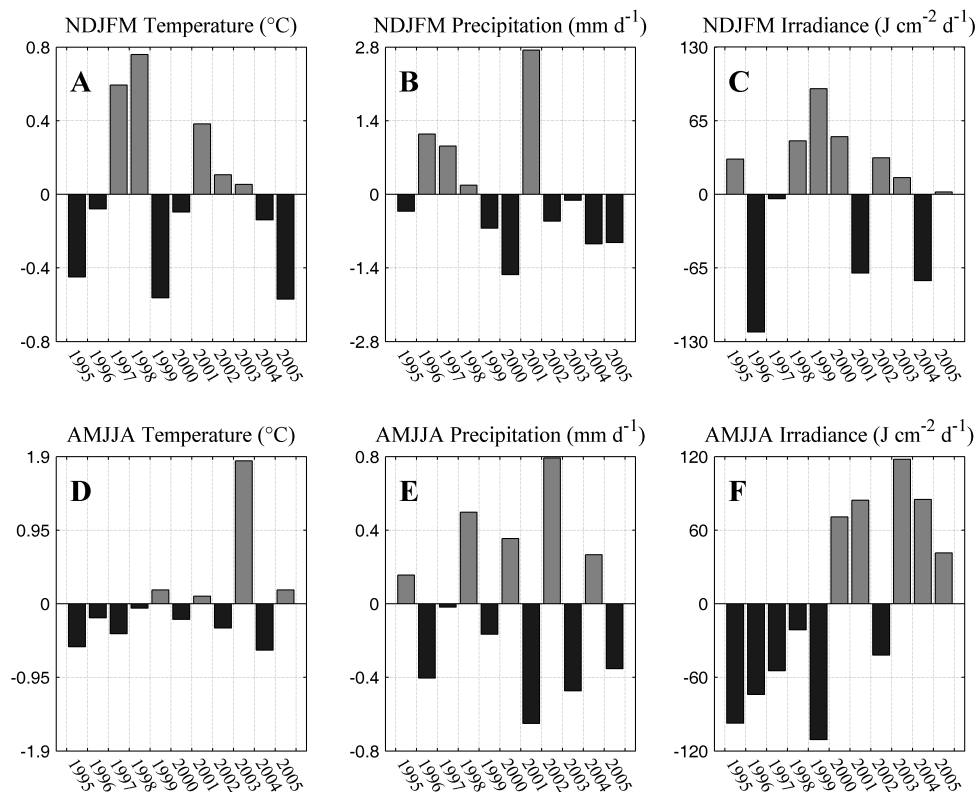 NDJFM Temperature (°C)
NDJFM Precipitation (mm d⁻¹)
NDJFM Irradiance (J cm⁻² d⁻¹)
A
0.8
0.4
0
-0.4
-0.8
1995 1996 1997 1998 1999 2000 2001 2002 2003 2004 2005
B
2.8
1.4
0
-1.4
-2.8
1995 1996 1997 1998 1999 2000 2001 2002 2003 2004 2005
C
130
65
0
-65
-130
1995 1996 1997 1998 1999 2000 2001 2002 2003 2004 2005
AMJJA Temperature (°C)
AMJJA Precipitation (mm d⁻¹)
AMJJA Irradiance (J cm⁻² d⁻¹)
D
1.9
0.95
0
-0.95
-1.9
1995 1996 1997 1998 1999 2000 2001 2002 2003 2004 2005
E
0.8
0.4
0
-0.4
-0.8
1995 1996 1997 1998 1999 2000 2001 2002 2003 2004 2005
F
120
60
0
-60
-120
1995 1996 1997 1998 1999 2000 2001 2002 2003 2004 2005